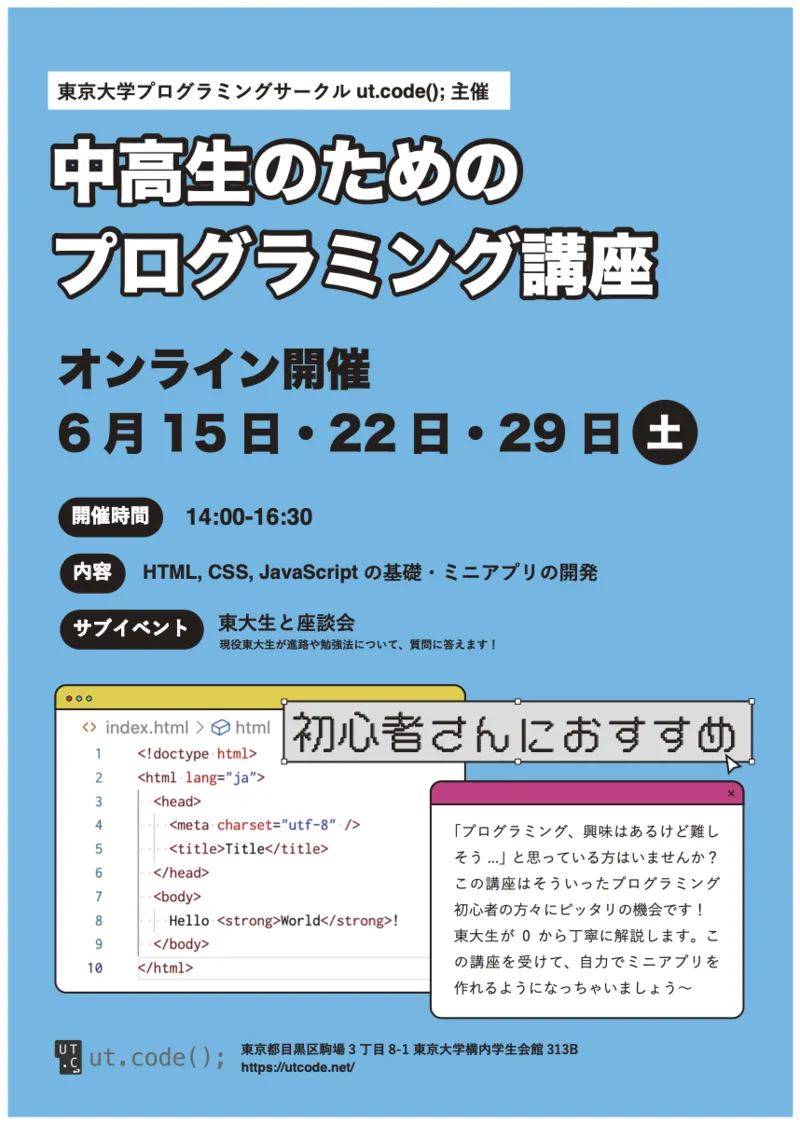 東京大学プログラミングサークル ut.code(); 主催
中高生のための
プログラミング講座
オンライン開催
6月15日・22日・29日 土
開催時間 14:00-16:30
内容 HTML, CSS, JavaScript の基礎・ミニアプリの開発
サブイベント 東大生と座談会
現役東大生が進路や勉強法について、質問に答えます！
初心者さんにおすすめ
<> index.html > html
1 <!doctype html>
2 <html lang="ja">
3 <head>
4 <meta charset="utf-8" />
5 <title>Title</title>
6 </head>
7 <body>
8 Hello <strong>World</strong>!
9 </body>
10 </html>
×
「プログラミング、興味はあるけど難し
そう...」と思っている方はいませんか？
この講座はそういったプログラミング
初心者の方々にピッタリの機会です！
東大生が 0 から丁寧に解説します。こ
の講座を受けて、自力でミニアプリを
作れるようになっちゃいましょう〜
UT
.C
ut.code();
東京都目黒区駒場 3 丁目 8-1 東京大学構内学生会館 313B
https://utcode.net/